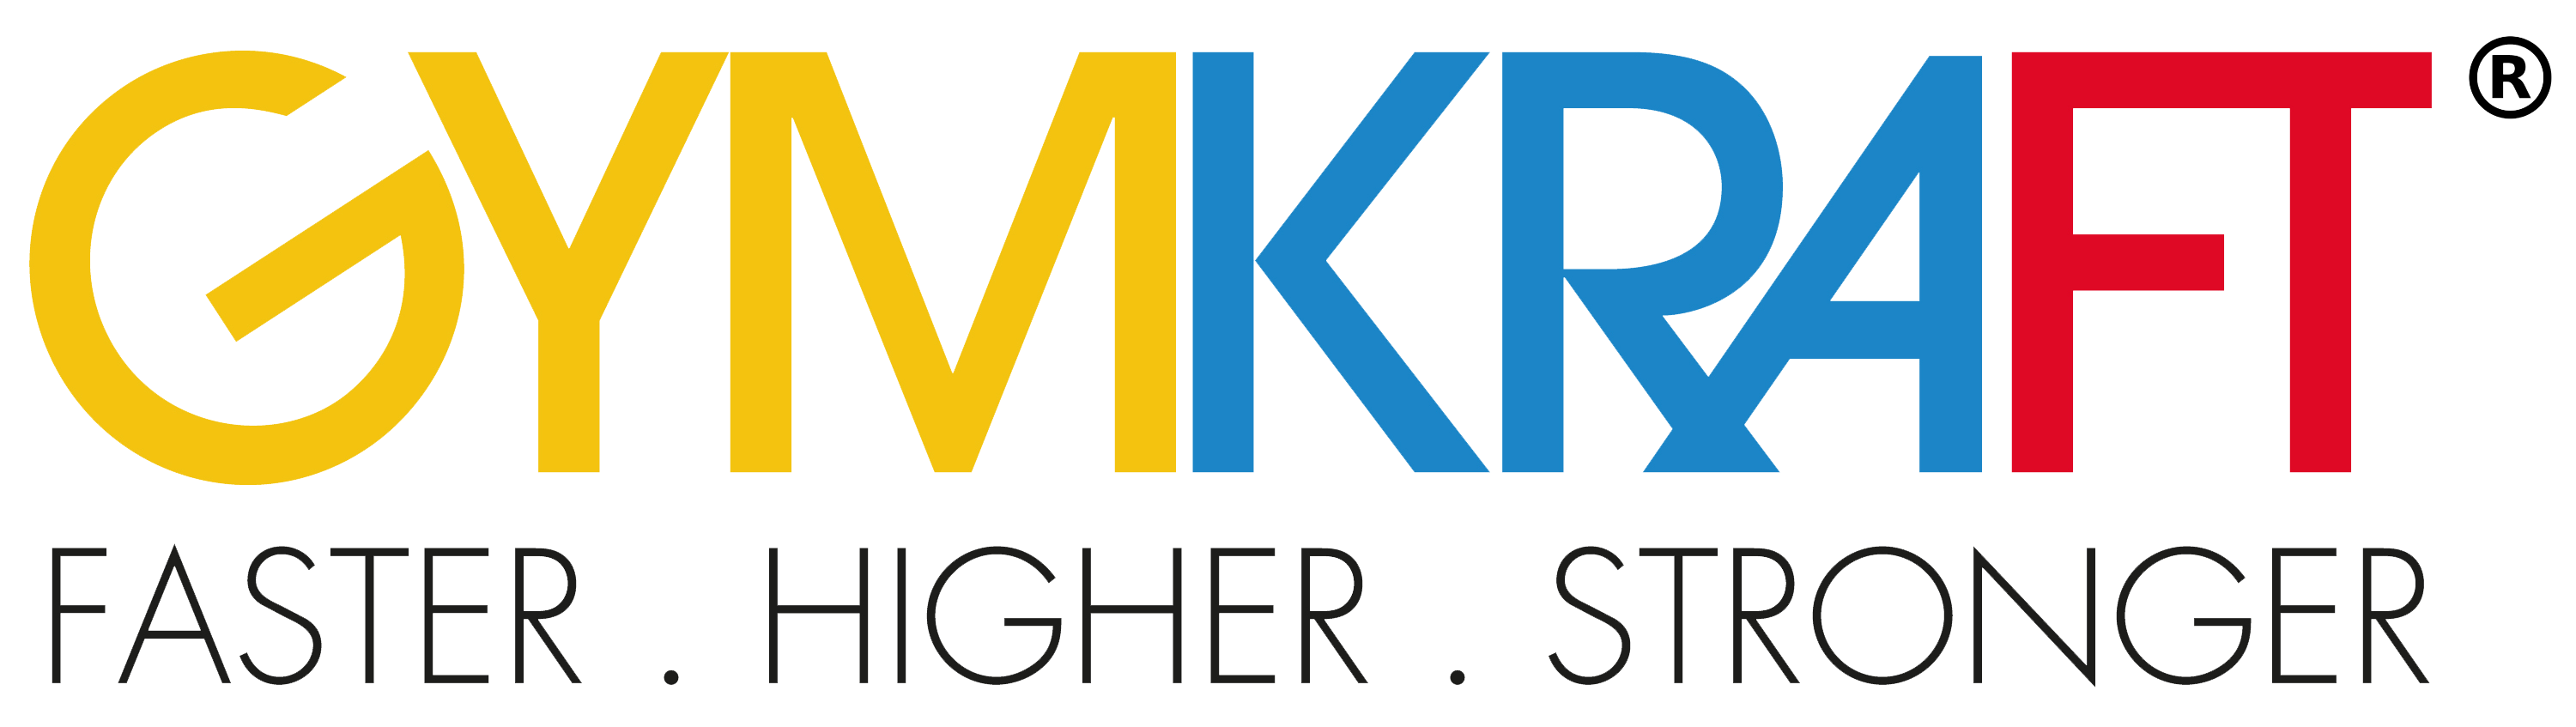 GYMKRAFT®
FASTER . HIGHER . STRONGER